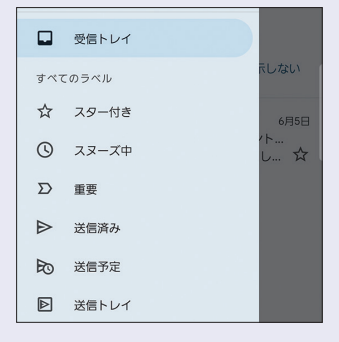 受信トレイ
示しない
すべてのラベル
スター付き
6月5日
ント...
スヌーズ中
し...
重要
送信済み
送信予定
送信トレイ